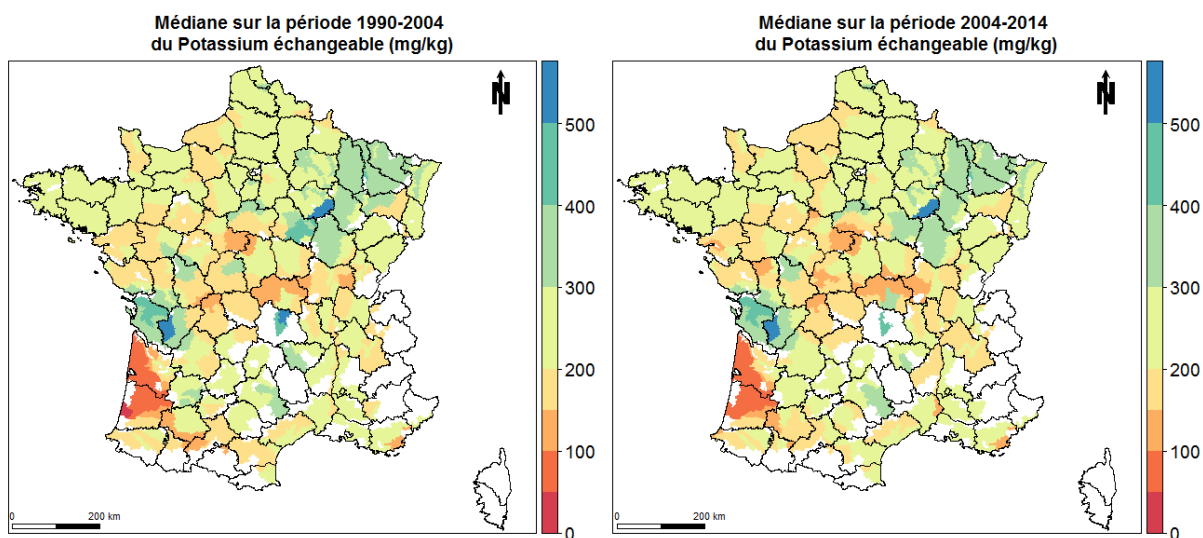 Médiane sur la période 1990-2004
du Potassium échangeable (mg/kg)
N
500
400
300
200
100
0
0 200 km
Médiane sur la période 2004-2014
du Potassium échangeable (mg/kg)
N
500
400
300
200
100
0
0 200 km